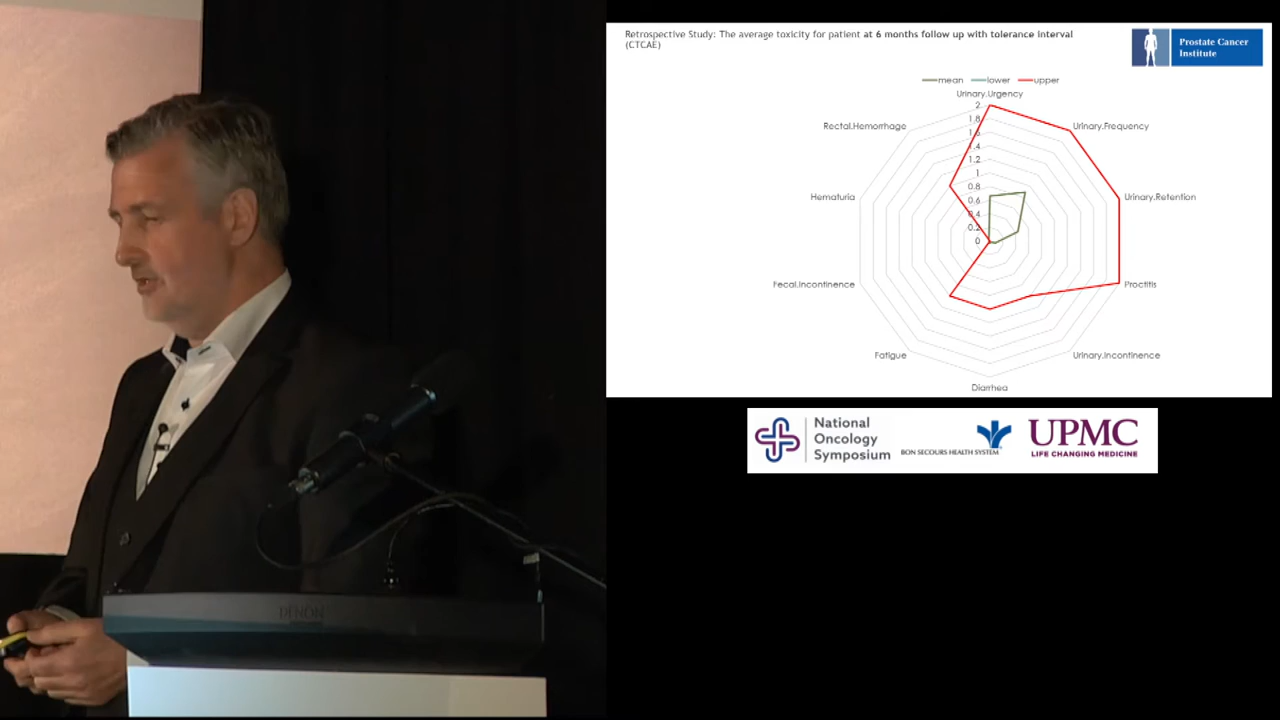 Retrospective Study: The average toxicity for patient at 6 months follow up with tolerance interval
(CTCAE)
Prostate Cancer
Institute
mean lower upper
Urinary.Urgency
2
1.8
1.6
1.4
1.2
1
0.8
0.6
0.4
0.2
0
Rectal.Hemorrhage
Urinary.Frequency
Hematuria
Urinary.Retention
Fecal.Incontinence
Proctitis
Fatigue
Urinary.Incontinence
Diarrhea
National
Oncology
Symposium
BON SECOURS HEALTH SYSTEM
UPMC
LIFE CHANGING MEDICINE
DENON